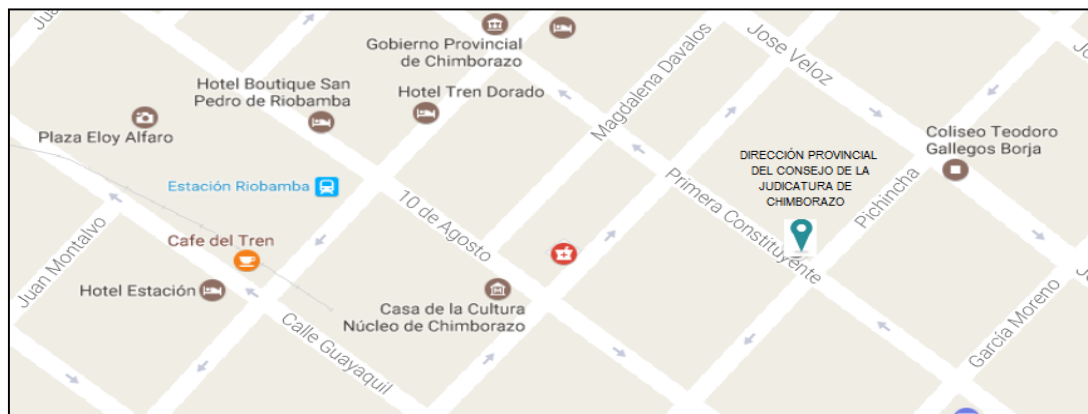 Jua
Gobierno Provincial
de Chimborazo
Jose Veloz
Magdalena Davalos
Hotel Boutique San
Pedro de Riobamba
Hotel Tren Dorado
Plaza Eloy Alfaro
Coliseo Teodoro
Gallegos Borja
DIRECCIÓN PROVINCIAL
DEL CONSEJO DE LA
JUDICATURA DE
CHIMBORAZO
Estación Riobamba
10 de Agosto
Primera Constituyente
Pichincha
Juan Montalvo
Cafe del Tren
Hotel Estación
Casa de la Cultura
Núcleo de Chimborazo
Calle Guayaquil
García Moreno